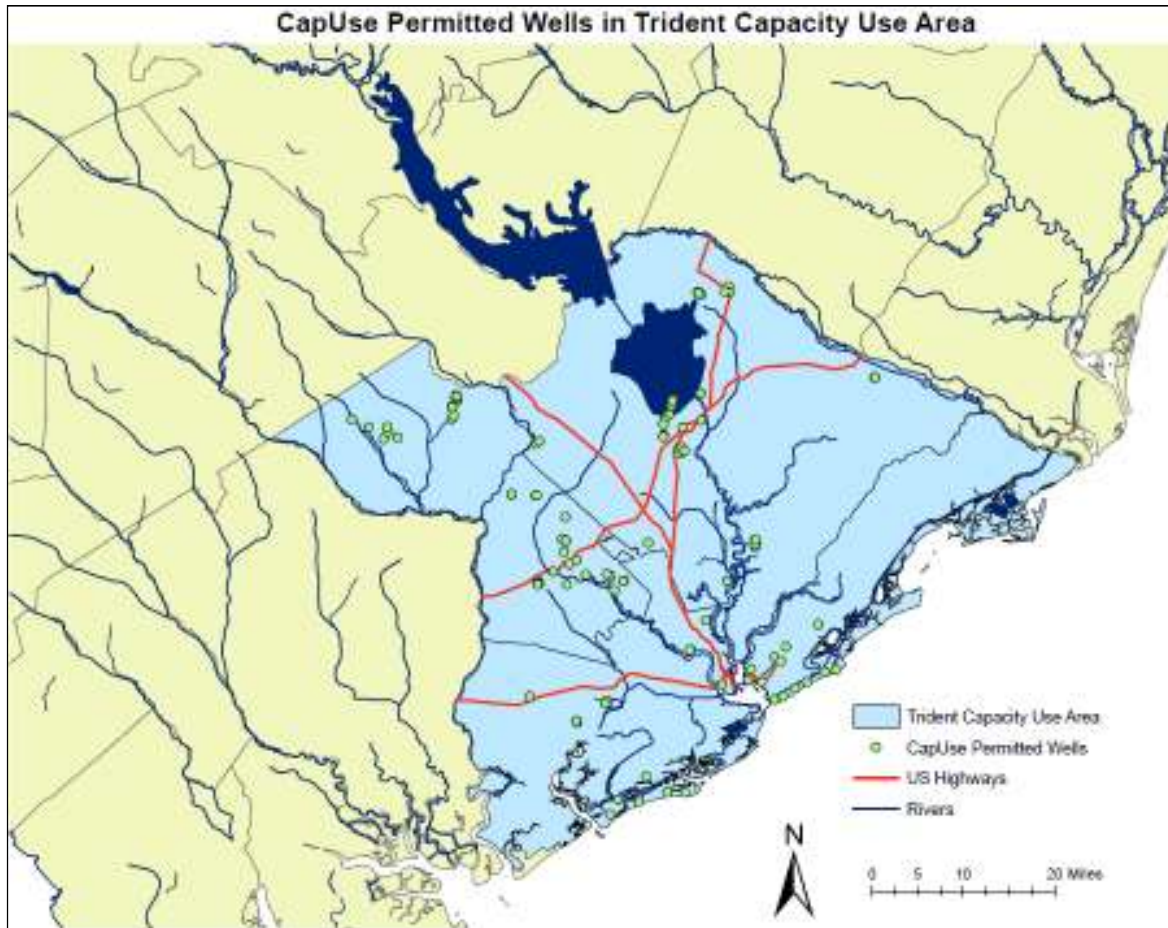 CapUse Permitted Wells in Trident Capacity Use Area
Trident Capacity Use Area
CapUse Permitted Wells
US Highways
Rivers
N
0 5 10 20 Miles